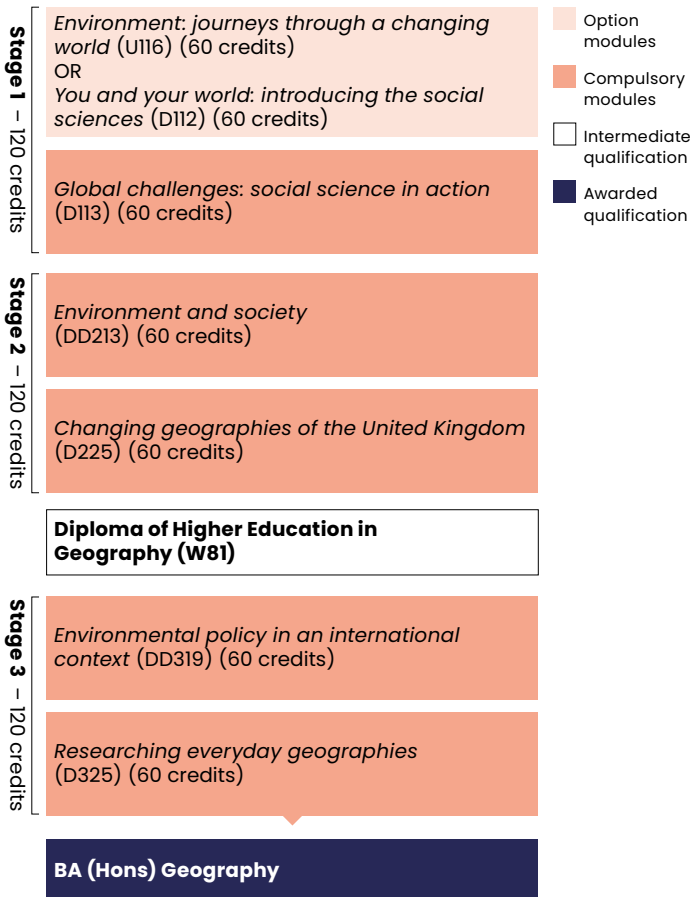 Stage 1 – 120 credits
Environment: journeys through a changing
world (U116) (60 credits)
OR
You and your world: introducing the social
sciences (D112) (60 credits)
Global challenges: social science in action
(D113) (60 credits)
Stage 2 – 120 credits
Environment and society
(DD213) (60 credits)
Changing geographies of the United Kingdom
(D225) (60 credits)
Diploma of Higher Education in
Geography (W81)
Stage 3 – 120 credits
Environmental policy in an international
context (DD319) (60 credits)
Researching everyday geographies
(D325) (60 credits)
BA (Hons) Geography
Option
modules
Compulsory
modules
Intermediate
qualification
Awarded
qualification